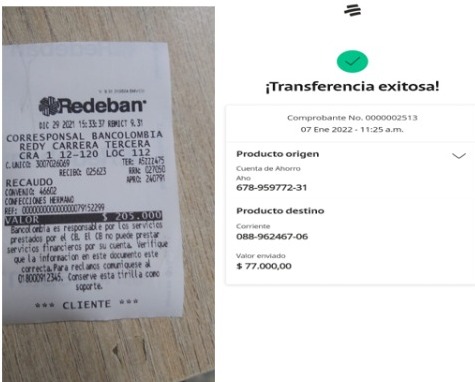 Redeban
DIC 29 2021 15:33:37 RBMICT 9.31
CORRESPONSAL BANCOLOMBIA
REDY CARRERA TERCERA
CRA 1 12-120 LOC 112
C.UNICO: 3007026069 TER: AS222475
RECIBO: 025623 RRN: 027050
RECAUDO APRO: 240791
CONVENIO: 46602
CONFECCIONES HERMANO
REF: 00000000000000079152299
VALOR $ 205.000
Bancolombia es responsable por los servicios
prestados por el CB. El CB no puede prestar
servicios financieros por su cuenta. Verifique
que la informacion en este documento este
correcta. Para reclamos comuniquese al
018000912345. Conserve esta tirilla como
soporte.
*** CLIENTE ***
¡Transferencia exitosa!
Comprobante No. 0000002513
07 Ene 2022 - 11:25 a.m.
Producto origen
Cuenta de Ahorro
Aho
678-959772-31
Producto destino
Corriente
088-962467-06
Valor enviado
$ 77.000,00